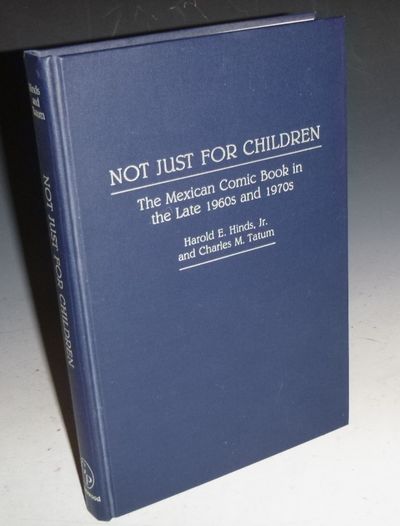 NOT JUST FOR CHILDREN
The Mexican Comic Book in
the Late 1960s and 1970s
Harold E. Hinds, Jr.
and Charles M. Tatum
Hinds
and
Tatum
NOT JUST FOR CHILDREN